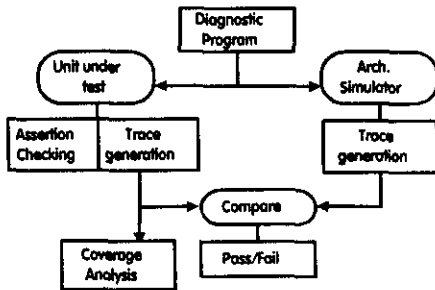 Diagnostic
Program
Unit under
test
Arch.
Simulator
Assertion
Checking
Trace
generation
Trace
generation
Compare
Coverage
Analysis
Pass/Fail